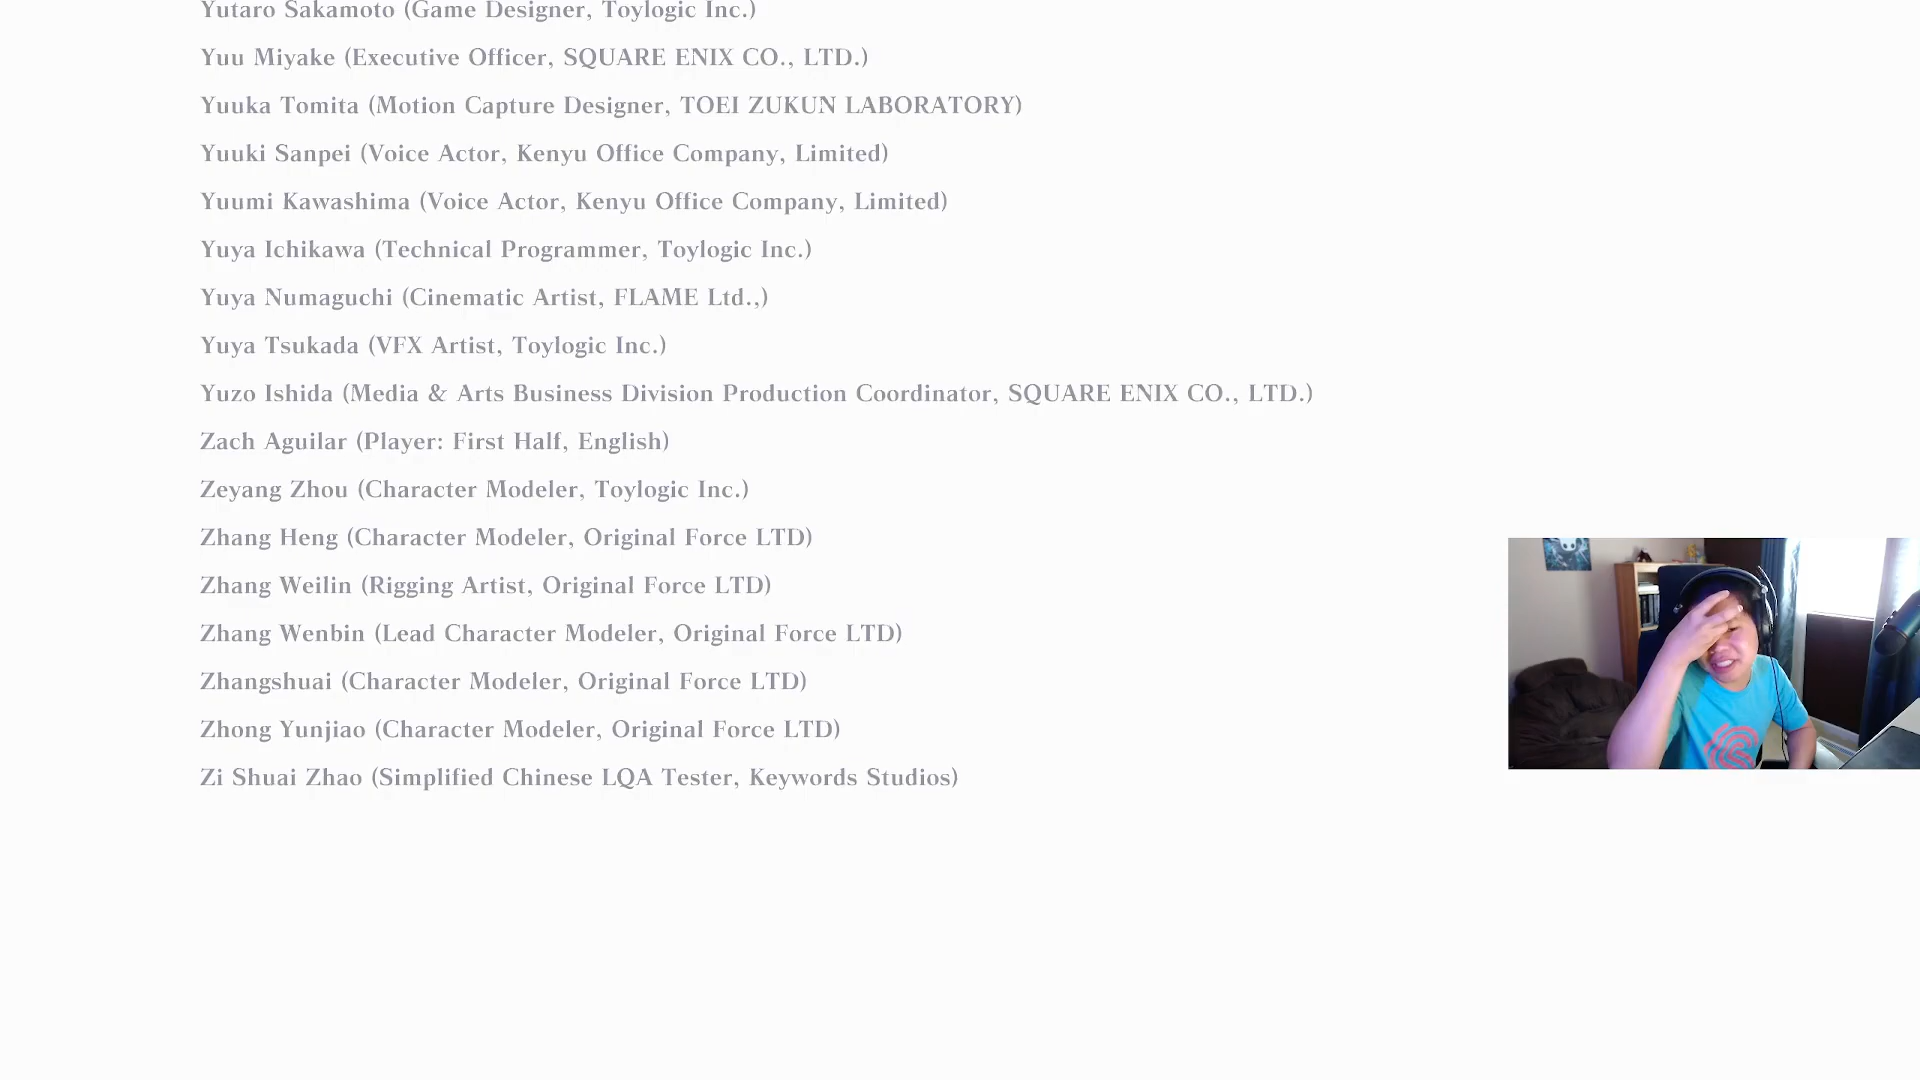 Yutaro Sakamoto (Game Designer, Toylogic Inc.)
Yuu Miyake (Executive Officer, SQUARE ENIX CO., LTD.)
Yuuka Tomita (Motion Capture Designer, TOEI ZUKUN LABORATORY)
Yuuki Sanpei (Voice Actor, Kenyu Office Company, Limited)
Yuumi Kawashima (Voice Actor, Kenyu Office Company, Limited)
Yuya Ichikawa (Technical Programmer, Toylogic Inc.)
Yuya Numaguchi (Cinematic Artist, FLAME Ltd.,)
Yuya Tsukada (VFX Artist, Toylogic Inc.)
Yuzo Ishida (Media & Arts Business Division Production Coordinator, SQUARE ENIX CO., LTD.)
Zach Aguilar (Player: First Half, English)
Zeyang Zhou (Character Modeler, Toylogic Inc.)
Zhang Heng (Character Modeler, Original Force LTD)
Zhang Weilin (Rigging Artist, Original Force LTD)
Zhang Wenbin (Lead Character Modeler, Original Force LTD)
Zhangshuai (Character Modeler, Original Force LTD)
Zhong Yunjiao (Character Modeler, Original Force LTD)
Zi Shuai Zhao (Simplified Chinese LQA Tester, Keywords Studios)